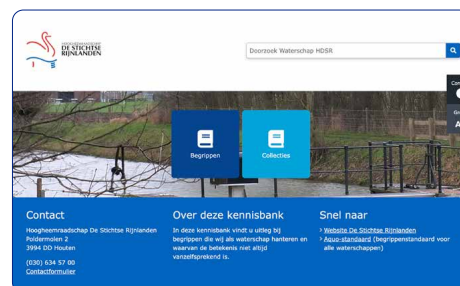 HOOGHEEMRAADSCHAP
DE STICHTSE
RIJNLANDEN
Doorzoek Waterschap HDSR
Con
Gr
A
Begrippen
Collecties
Contact
Hoogheemraadschap De Stichtse Rijnlanden
Poldermolen 2
3994 DD Houten
(030) 634 57 00
Contactformulier
Over deze kennisbank
In deze kennisbank vindt u uitleg bij
begrippen die wij als waterschap hanteren en
waarvan de betekenis niet altijd
vanzelfsprekend is.
Snel naar
› Website De Stichtse Rijnlanden
› Aquo-standaard (begrippenstandaard voor
alle waterschappen)